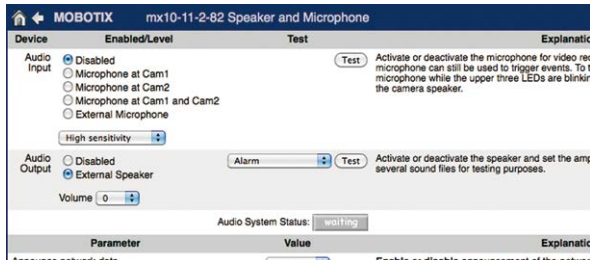 MOBOTIX mx10-11-2-82 Speaker and Microphone
Device Enabled/Level Test
Audio Input
Disabled
Microphone at Cam1
Microphone at Cam2
Microphone at Cam1 and Cam2
External Microphone
High sensitivity
Test
Activate or deactivate the microphone for video
microphone can still be used to trigger events. To
microphone while the upper three LEDs are
the camera speaker.
Audio Output
Disabled
External Speaker
Volume 0
Alarm
Test
Activate or deactivate the speaker and set the
several sound files for testing purposes.
Audio System Status: waiting
Parameter Value